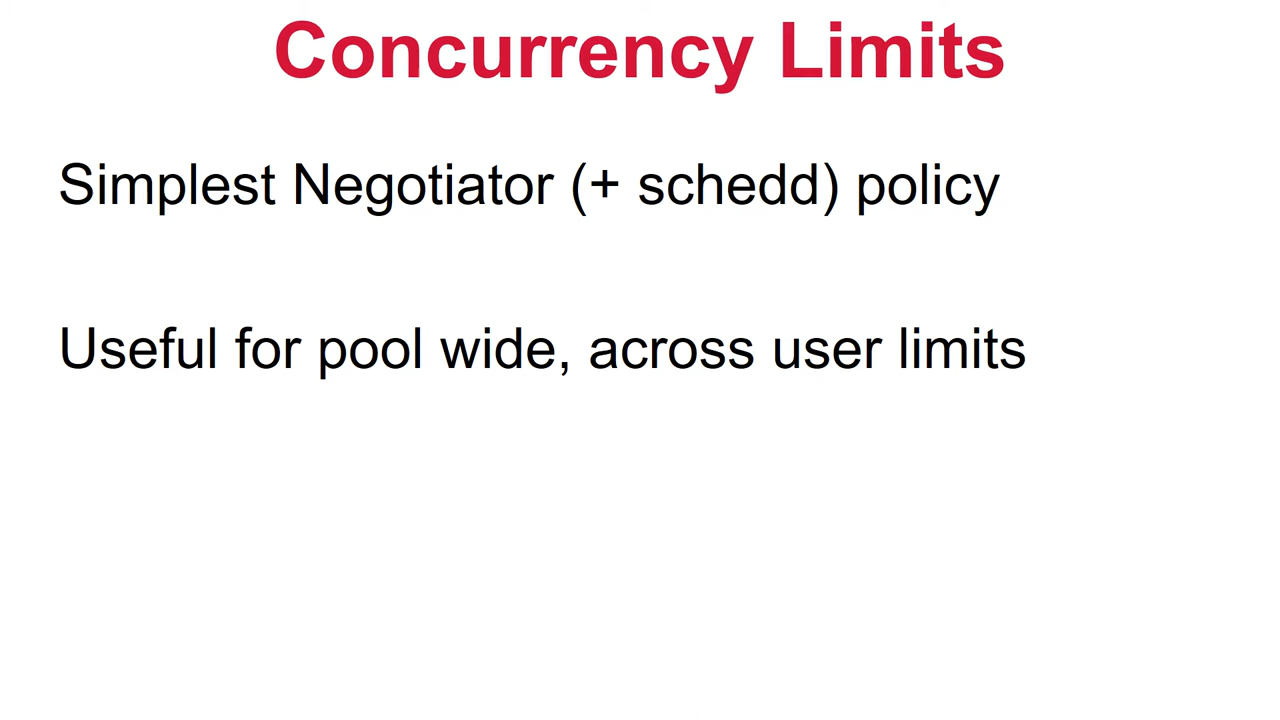 Concurrency Limits
Simplest Negotiator (+ schedd) policy
Useful for pool wide, across user limits